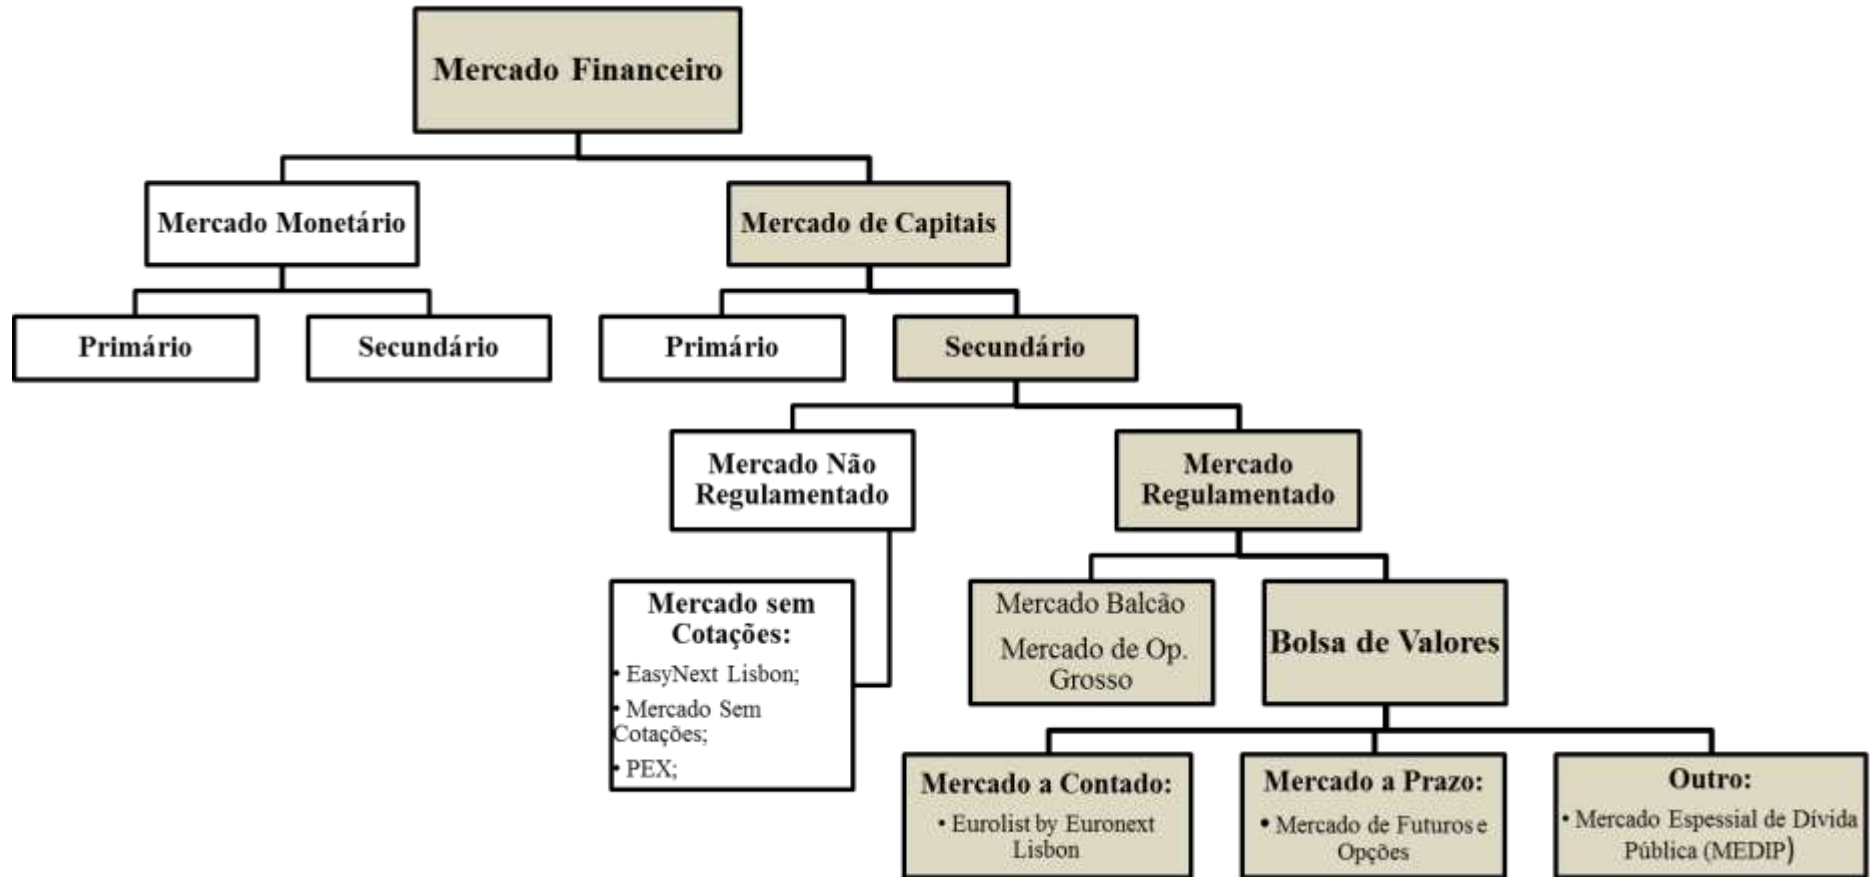 Mercado Financeiro
Mercado Monetário
Mercado de Capitais
Primário
Secundário
Primário
Secundário
Mercado Não
Regulamentado
Mercado
Regulamentado
Mercado sem
Cotações:
• EasyNext Lisbon;
• Mercado Sem
Cotações;
• PEX;
Mercado Balcão
Mercado de Op.
Grosso
Bolsa de Valores
Mercado a Contado:
• Eurolist by Euronext
Lisbon
Mercado a Prazo:
• Mercado de Futuros e
Opções
Outro:
• Mercado Espessial de Dívida
Pública (MEDIP)